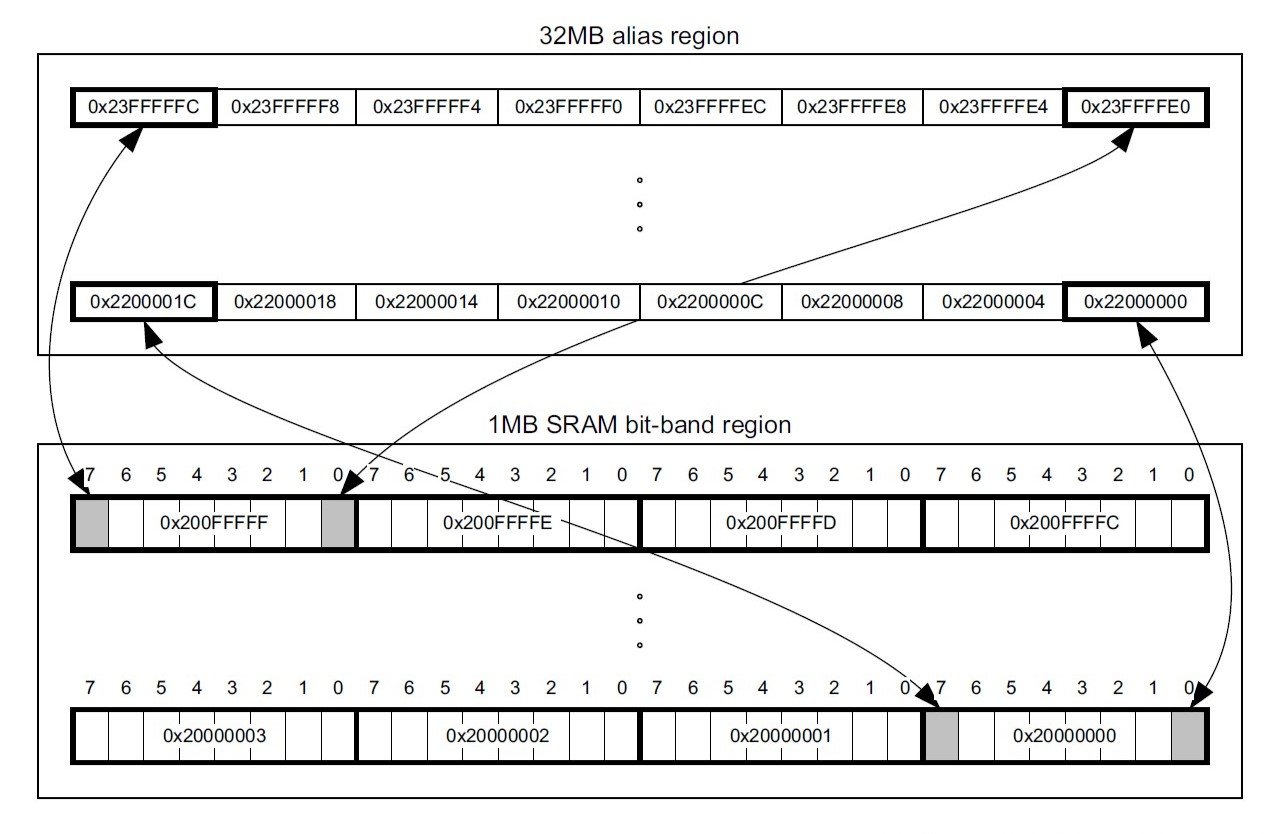 32MB alias region
0x23FFFFFC 0x23FFFFF8 0x23FFFFF4 0x23FFFFF0 0x23FFFFEC 0x23FFFFE8 0x23FFFFE4 0x23FFFFE0
0x2200001C 0x22000018 0x22000014 0x22000010 0x2200000C 0x22000008 0x22000004 0x22000000
1MB SRAM bit-band region
7 6 5 4 3 2 1 0 7 6 5 4 3 2 1 0 7 6 5 4 3 2 1 0 7 6 5 4 3 2 1 0
0x200FFFFF 0x200FFFFE 0x200FFFFD 0x200FFFFC
7 6 5 4 3 2 1 0 7 6 5 4 3 2 1 0 7 6 5 4 3 2 1 0 7 6 5 4 3 2 1 0
0x20000003 0x20000002 0x20000001 0x20000000